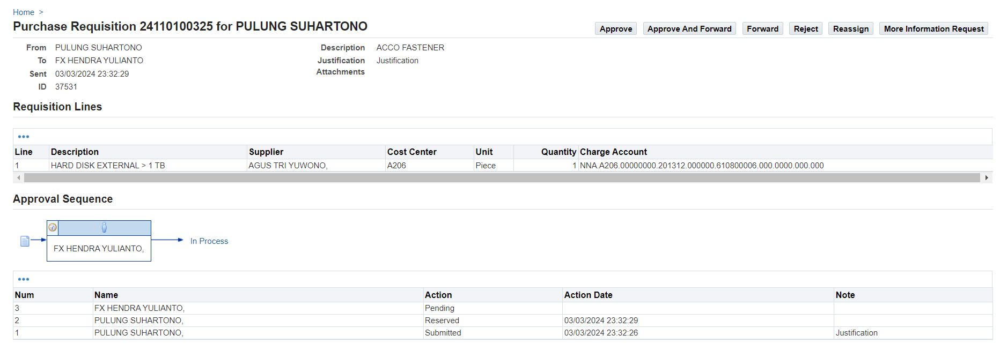 Home >
Purchase Requisition 24110100325 for PULUNG SUHARTONO
Approve Approve And Forward Forward Reject Reassign More Information Request
From PULUNG SUHARTONO
To FX HENDRA YULIANTO
Sent 03/03/2024 23:32:29
ID 37531
Description ACCO FASTENER
Justification Justification
Attachments
Requisition Lines
Line Description Supplier Cost Center Unit Quantity Charge Account
1 HARD DISK EXTERNAL > 1 TB AGUS TRI YUWONO, A206 Piece 1 NNA.A206.00000000.201312.000000.610800006.000.0000.000.000
Approval Sequence
FX HENDRA YULIANTO,
In Process
Num Name Action Action Date Note
3 FX HENDRA YULIANTO, Pending
2 PULUNG SUHARTONO, Reserved 03/03/2024 23:32:29
1 PULUNG SUHARTONO, Submitted 03/03/2024 23:32:26 Justification